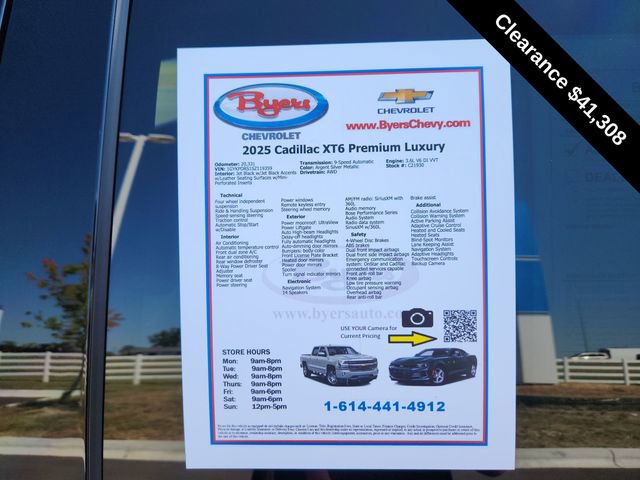 Clearance $41,308
Byers
CHEVROLET
CHEVROLET
www.ByersChevy.com
2025 Cadillac XT6 Premium Luxury
Odometer: 20,331
Interior: Jet Black w/Jet Black Accents
w/Leather Seating Surfaces w/Mini-
Perforated Inserts
Transmission: 9-Speed Automatic
Color: Argent Silver Metallic
Drivetrain: AWD
Engine: 3.6L V6 DI VVT
Stock #: C21930
Technical
Four wheel independent
suspension
Ride & Handling Suspension
Speed-sensing steering
Traction control
Automatic Stop/Start
w/Disable
Interior
Air Conditioning
Automatic temperature control
Front dual zone A/C
Rear air conditioning
Rear window defroster
8-Way Power Driver Seat
Adjuster
Memory seat
Power driver seat
Power steering
Power windows
Remote keyless entry
Steering wheel memory
Exterior
Power moonroof: UltraView
Power Liftgate
Auto High-beam Headlights
Delay-off headlights
Fully automatic headlights
Auto-dimming door mirrors
Bumpers: body-color
Front License Plate Bracket
Heated door mirrors
Power door mirrors
Spoiler
Turn signal indicator mirrors
Electronic
Navigation System
14 Speakers
AM/FM radio: SiriusXM with
360L
Audio memory
Bose Performance Series
Audio System
Radio data system
SiriusXM w/360L
Safety
4-Wheel Disc Brakes
ABS brakes
Dual front impact airbags
Dual front side impact airbags
Emergency communication
system: OnStar and Cadillac
connected services capable
Front anti-roll bar
Knee airbag
Low tire pressure warning
Occupant sensing airbag
Overhead airbag
Rear anti-roll bar
Brake assist
Additional
Collision Avoidance System
Collision Warning System
Active Parking Assist
Adaptive Cruise Control
Heated and Cooled Seats
Heated Seats
Blind-Spot Monitors
Lane Keeping Assist
Navigation System
Adaptive Headlights
Touchscreen Controls
Backup Camera
www.byersauto.com
USE YOUR Camera for
Current Pricing
STORE HOURS
Mon: 9am-8pm
Tue: 9am-8pm
Wed: 9am-8pm
Thurs: 9am-8pm
Fri: 9am-6pm
Sat: 9am-6pm
Sun: 12pm-5pm
1-614-441-4912